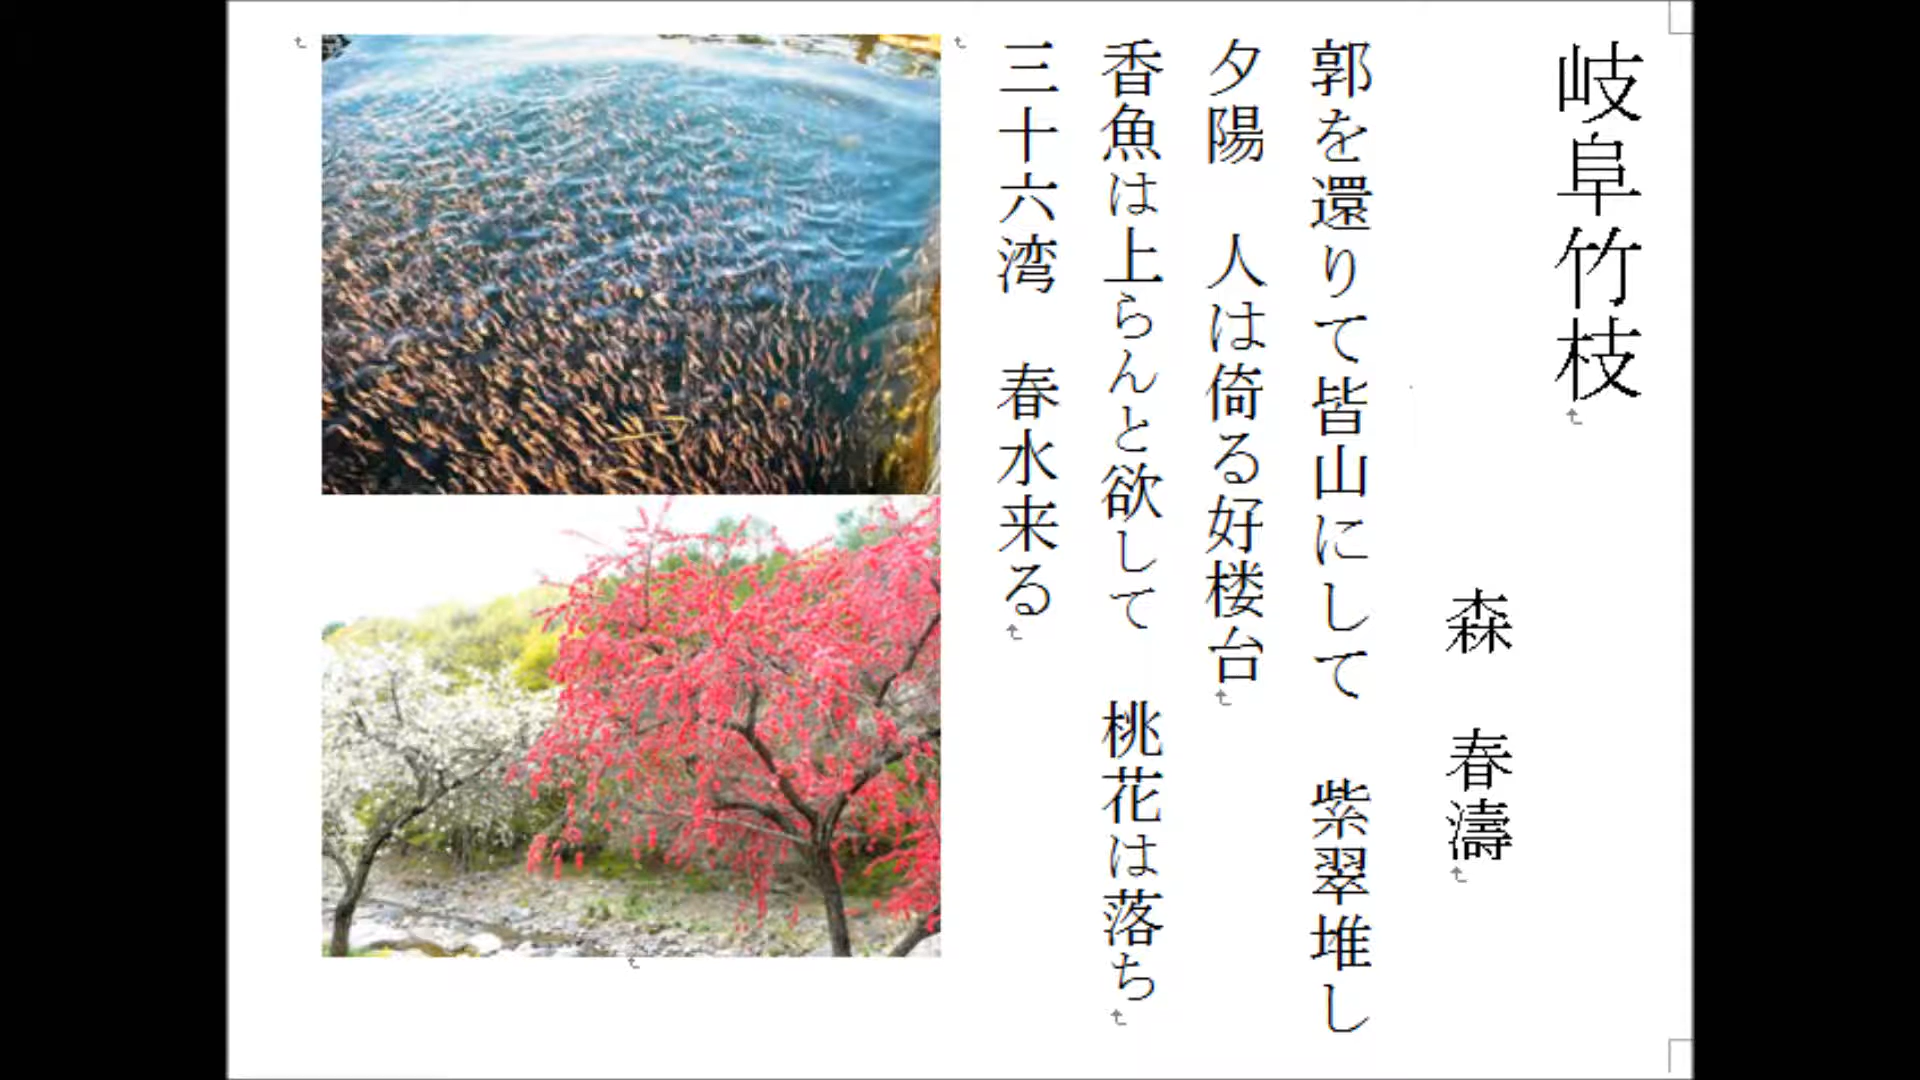 岐阜竹枝
森　春濤
郭を還りて皆山にして　紫翠堆し
夕陽　人は倚る好楼台
香魚は上らんと欲して　桃花は落ち
三十六湾　春水来る